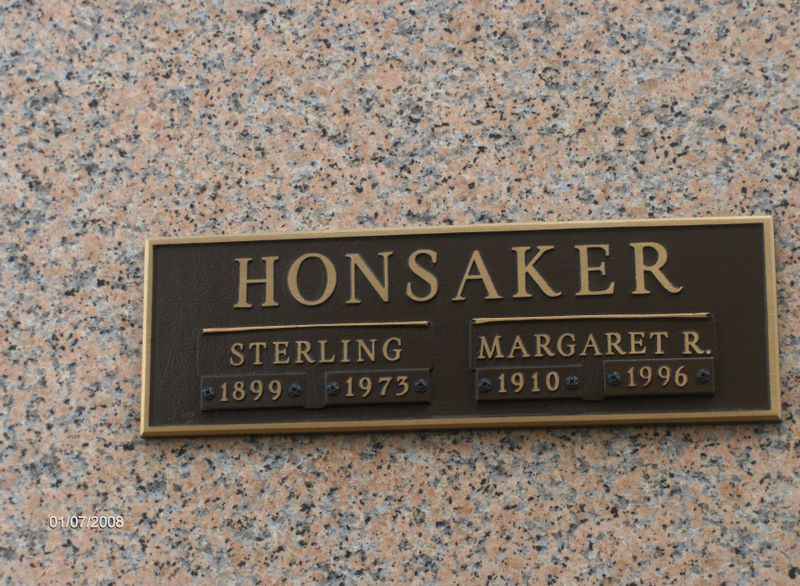 HONSAKER
STERLING
1899 1973
MARGARET R.
1910 1996
01/07/2008